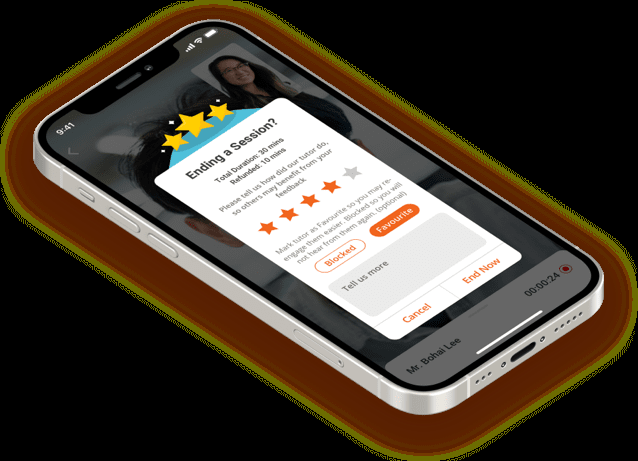 9:41
Ending a Session?
Total Duration: 30 mins
Refunded: 10 mins
Please tell us how did our tutor do,
so others may benefit from your
feedback
Mark tutor as Favourite so you may re-
engage them easier. Blocked so you will
not hear from them again. (optional)
Blocked
Favourite
Tell us more
Cancel
End Now
Mr. Bohai Lee
00:00:24